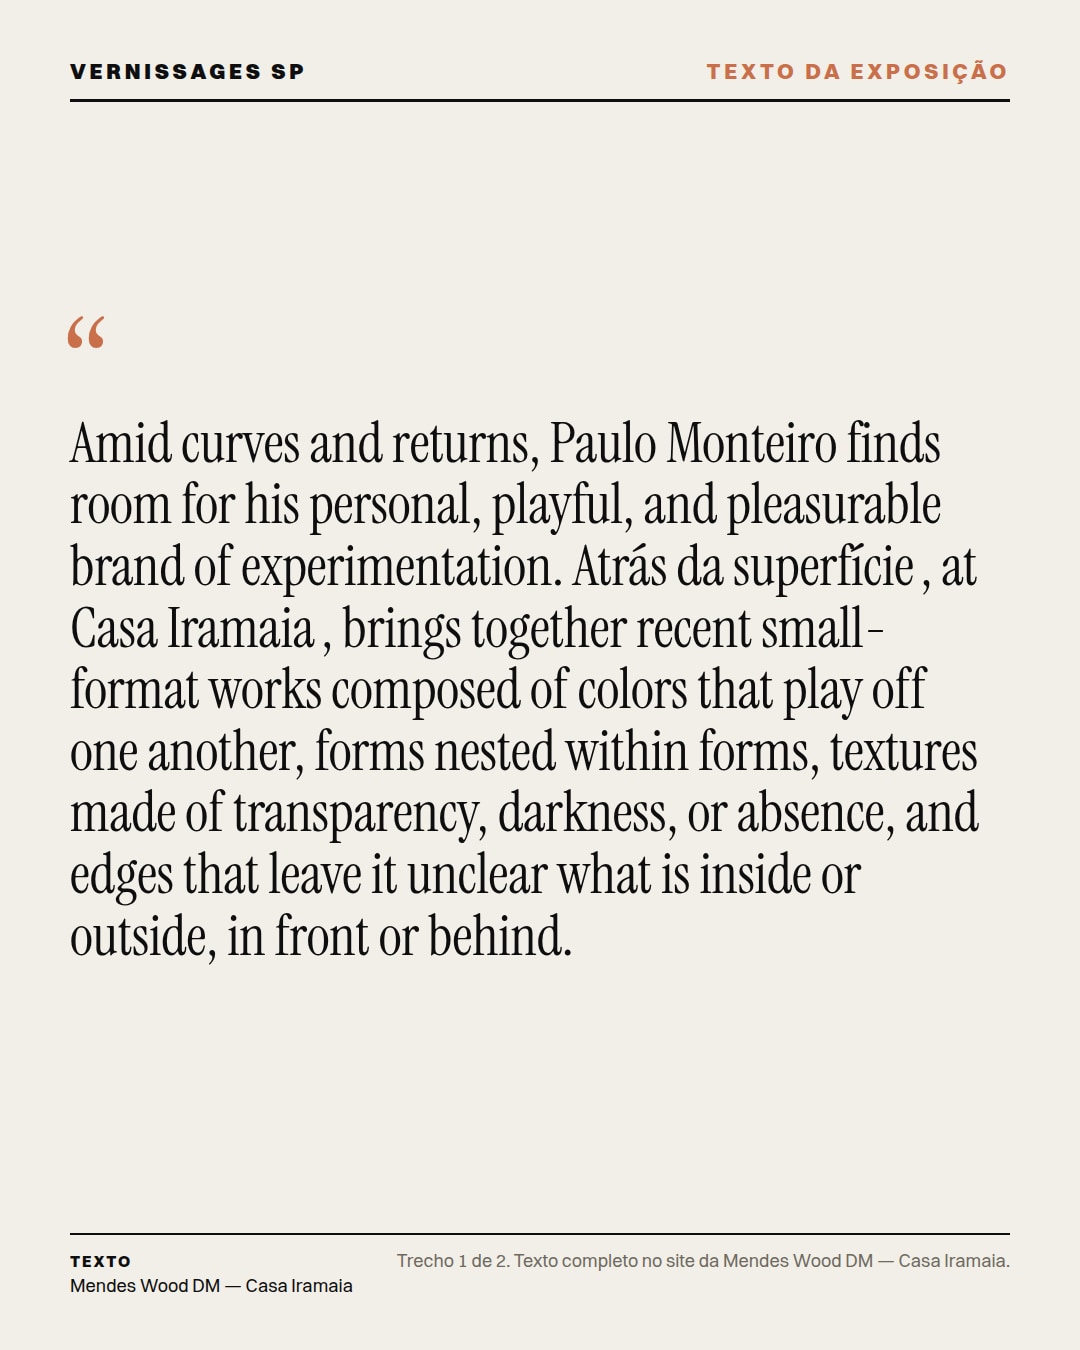 VERNISSAGES SP
TEXTO DA EXPOSIÇÃO
“
Amid curves and returns, Paulo Monteiro finds
room for his personal, playful, and pleasurable
brand of experimentation. Atrás da superfície , at
Casa Iramaia , brings together recent small-
format works composed of colors that play off
one another, forms nested within forms, textures
made of transparency, darkness, or absence, and
edges that leave it unclear what is inside or
outside, in front or behind.
TEXTO
Mendes Wood DM — Casa Iramaia
Trecho 1 de 2. Texto completo no site da Mendes Wood DM — Casa Iramaia.